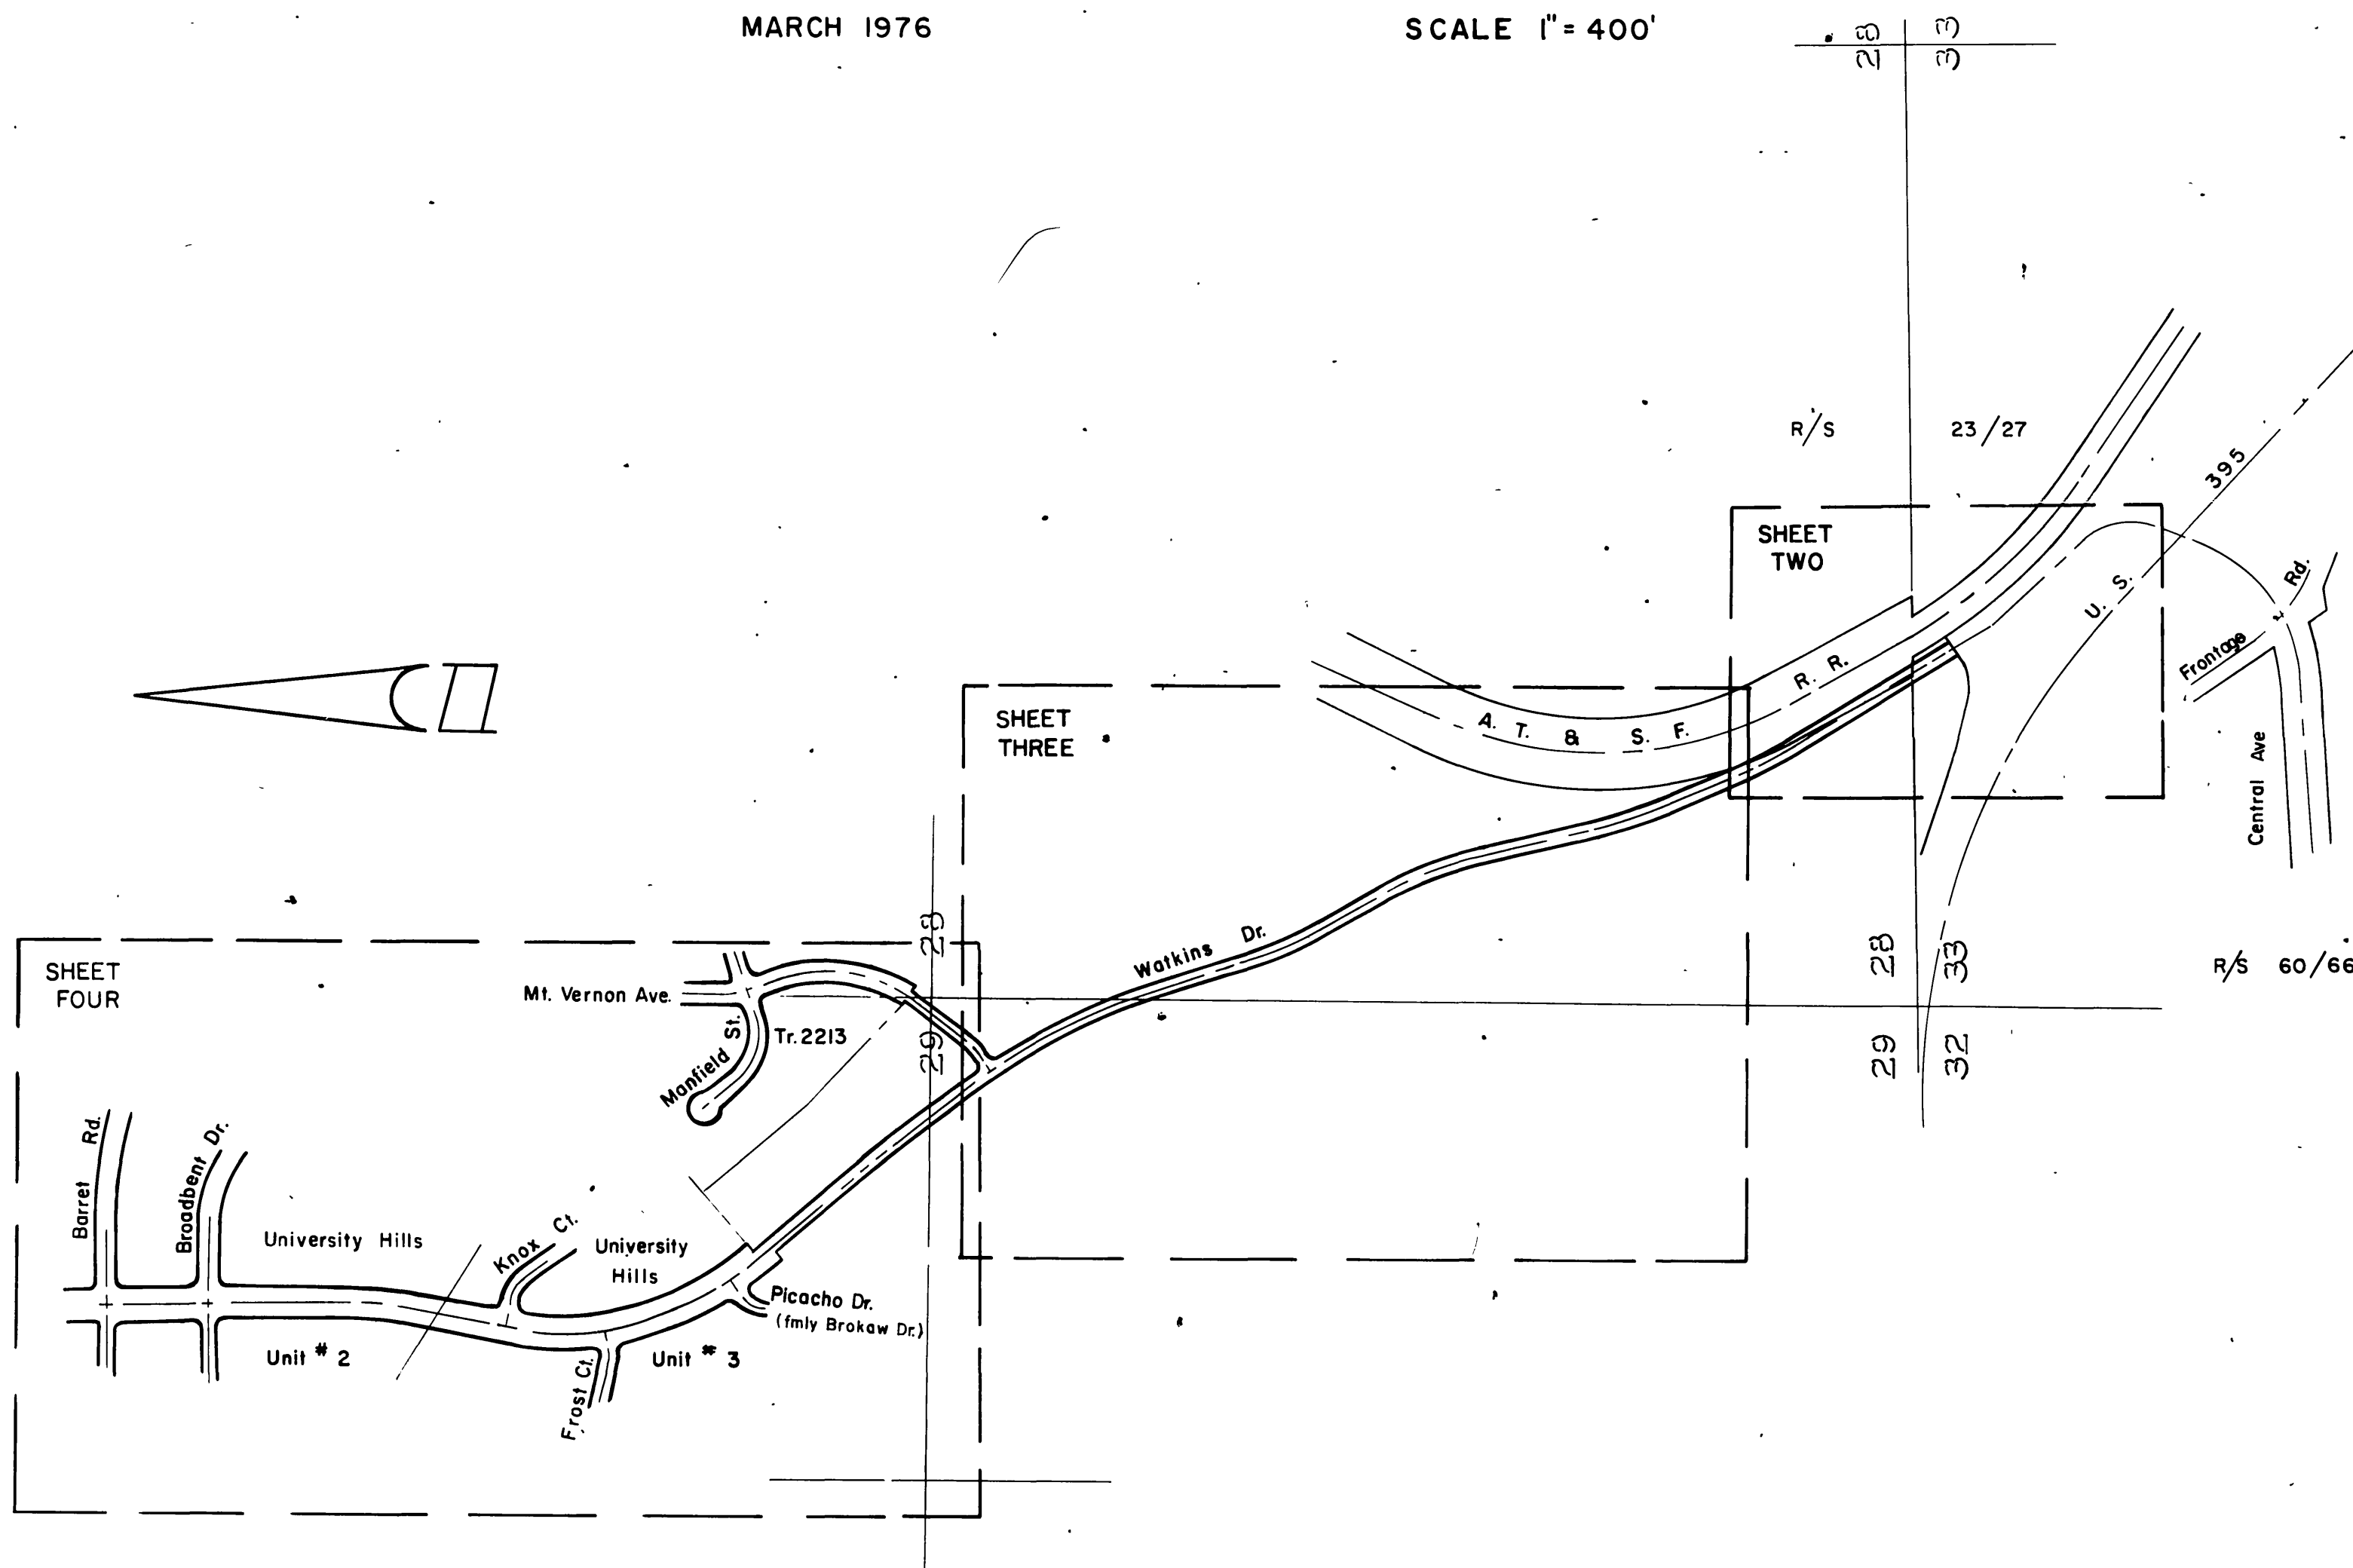 MARCH 1976
SCALE 1"= 400'
28 33
28 33
R/S 23/27
395
SHEET
TWO
U. S.
Frontage Rd.
R. R.
A. T. & S. F.
SHEET
THREE
Central Ave
Watkins Dr.
28
29
28 33
29 32
R/S 60/66
SHEET
FOUR
Mt. Vernon Ave.
Manfield St.
Tr. 2213
Barret Rd.
Broadbent Dr.
University Hills
Knox Ct.
University
Hills
Picacho Dr.
(fmly Brokaw Dr.)
Unit # 2
Unit # 3
Frost Ct.